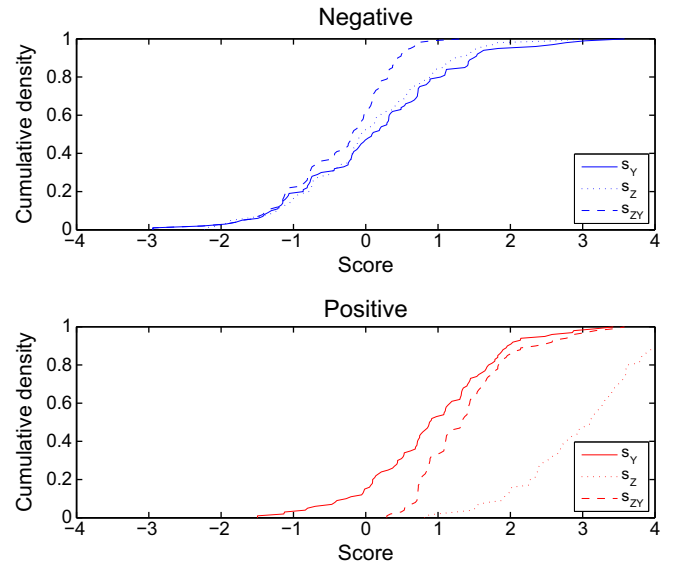 Negative
Cumulative density
1
0.8
0.6
0.4
0.2
0
−4 −3 −2 −1 0 1 2 3 4
Score
s_Y
s_Z
s_ZY
Positive
Cumulative density
1
0.8
0.6
0.4
0.2
0
−4 −3 −2 −1 0 1 2 3 4
Score
s_Y
s_Z
s_ZY